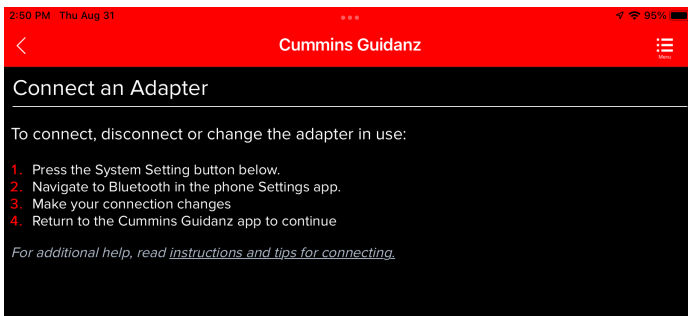 2:50 PM Thu Aug 31
95%
Cummins Guidanz
Menu
Connect an Adapter
To connect, disconnect or change the adapter in use:
1. Press the System Setting button below.
2. Navigate to Bluetooth in the phone Settings app.
3. Make your connection changes
4. Return to the Cummins Guidanz app to continue
For additional help, read instructions and tips for connecting.